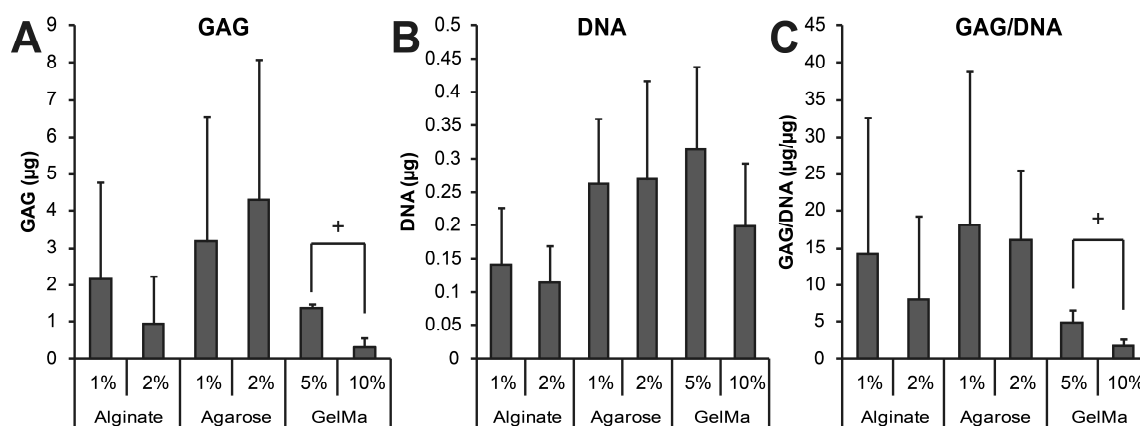 A
GAG
GAG (µg)
9
8
7
6
5
4
3
2
1
0
+
1% 2% 1% 2% 5% 10%
Alginate Agarose GelMa
B
DNA
DNA (µg)
0.5
0.45
0.4
0.35
0.3
0.25
0.2
0.15
0.1
0.05
0
1% 2% 1% 2% 5% 10%
Alginate Agarose GelMa
C
GAG/DNA
GAG/DNA (µg/µg)
45
40
35
30
25
20
15
10
5
0
+
1% 2% 1% 2% 5% 10%
Alginate Agarose GelMa